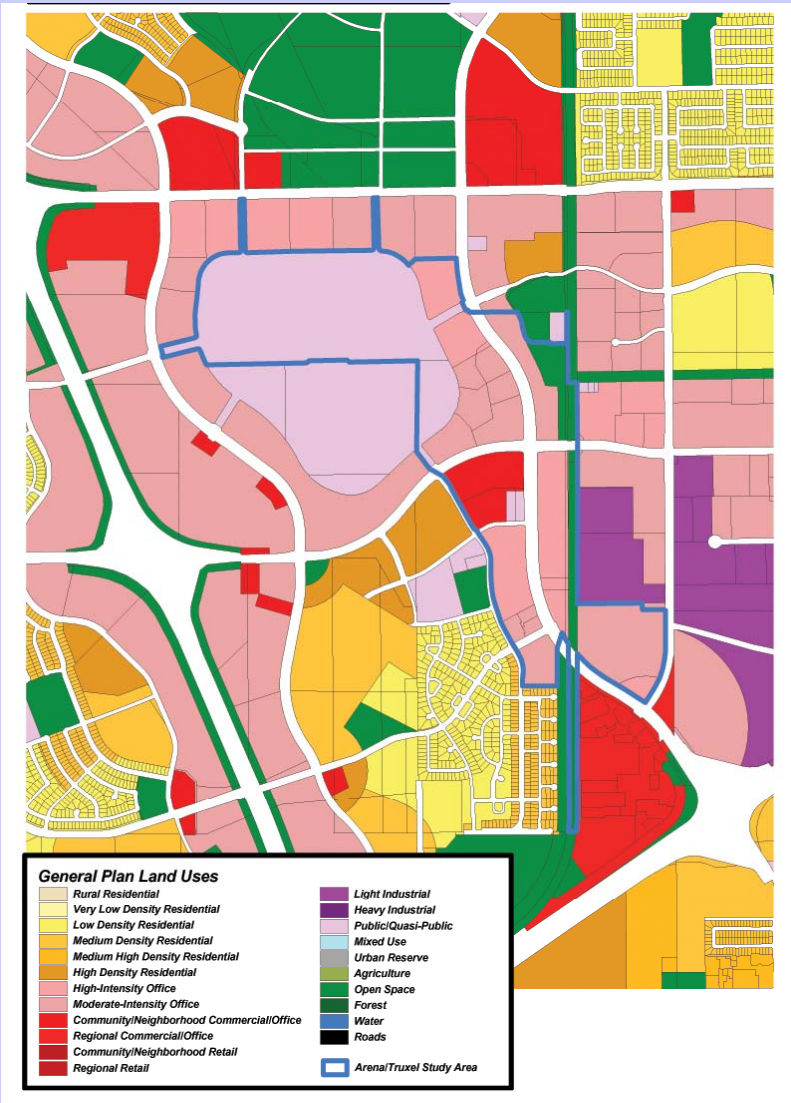 General Plan Land Uses
Rural Residential
Very Low Density Residential
Low Density Residential
Medium Density Residential
Medium High Density Residential
High Density Residential
High-Intensity Office
Moderate-Intensity Office
Community/Neighborhood Commercial/Office
Regional Commercial/Office
Community/Neighborhood Retail
Regional Retail
Light Industrial
Heavy Industrial
Public/Quasi-Public
Mixed Use
Urban Reserve
Agriculture
Open Space
Forest
Water
Roads
Arena/Truxel Study Area